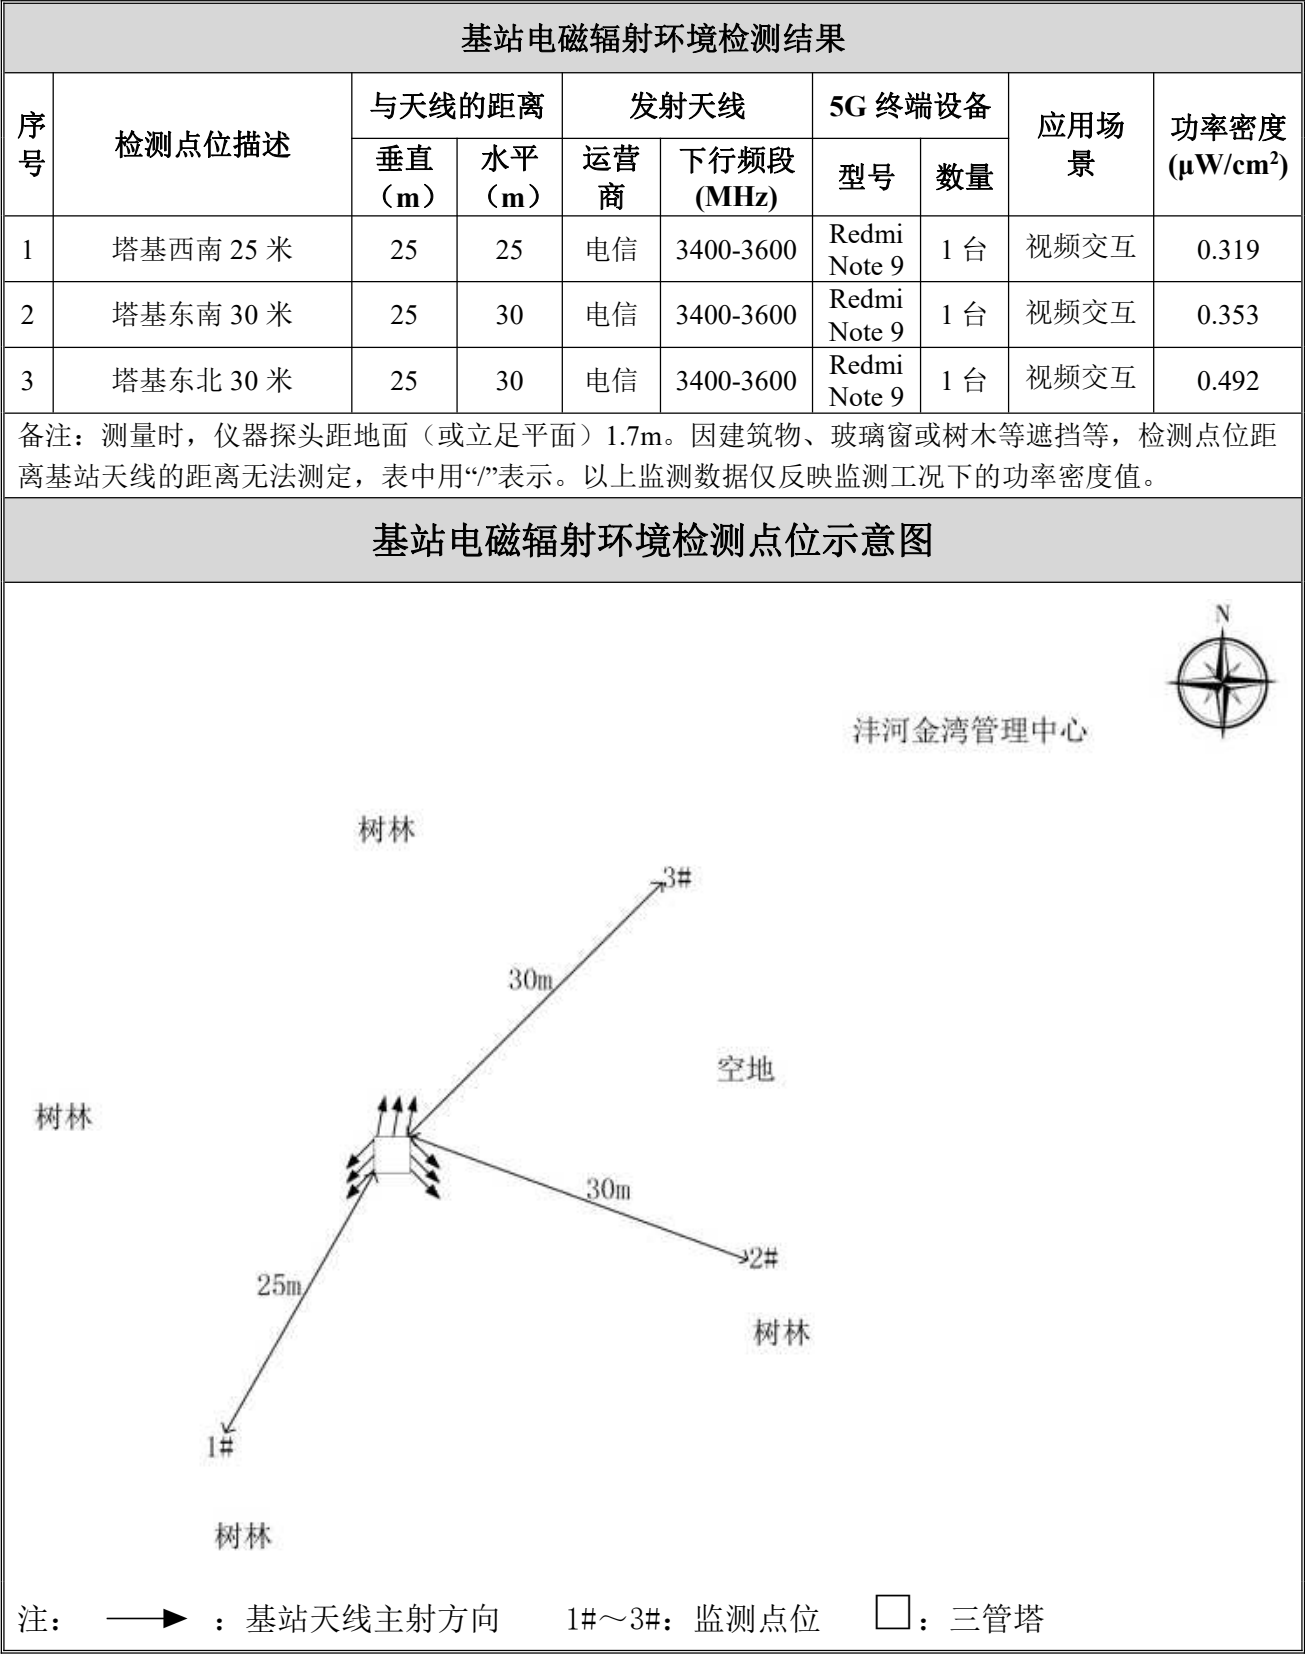 基站电磁辐射环境检测结果
序号 检测点位描述 与天线的距离 发射天线 5G 终端设备 应用场景 功率密度(μW/cm²)
垂直（m） 水平（m） 运营商 下行频段(MHz) 型号 数量
1 塔基西南 25 米 25 25 电信 3400-3600 Redmi Note 9 1 台 视频交互 0.319
2 塔基东南 30 米 25 30 电信 3400-3600 Redmi Note 9 1 台 视频交互 0.353
3 塔基东北 30 米 25 30 电信 3400-3600 Redmi Note 9 1 台 视频交互 0.492
备注：测量时，仪器探头距地面（或立足平面）1.7m。因建筑物、玻璃窗或树木等遮挡等，检测点位距
离基站天线的距离无法测定，表中用“/”表示。以上监测数据仅反映监测工况下的功率密度值。
基站电磁辐射环境检测点位示意图
N
沣河金湾管理中心
树林
3#
30m
空地
树林
30m
2#
25m
树林
1#
树林
注： ：基站天线主射方向 1#～3#：监测点位 ：三管塔